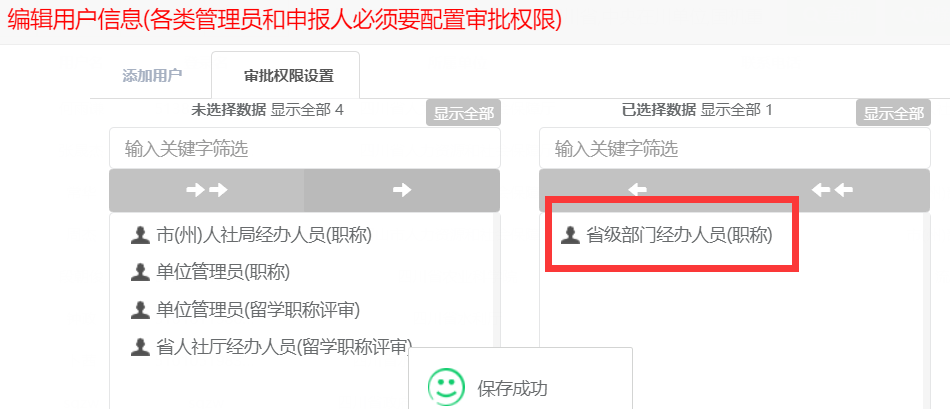 编辑用户信息(各类管理员和申报人必须要配置审批权限)
添加用户 审批权限设置
未选择数据 显示全部 4 显示全部
已选择数据 显示全部 1 显示全部
输入关键字筛选
输入关键字筛选
市(州)人社局经办人员(职称)
单位管理员(职称)
单位管理员(留学职称评审)
省人社厅经办人员(留学职称评审)
省级部门经办人员(职称)
保存成功